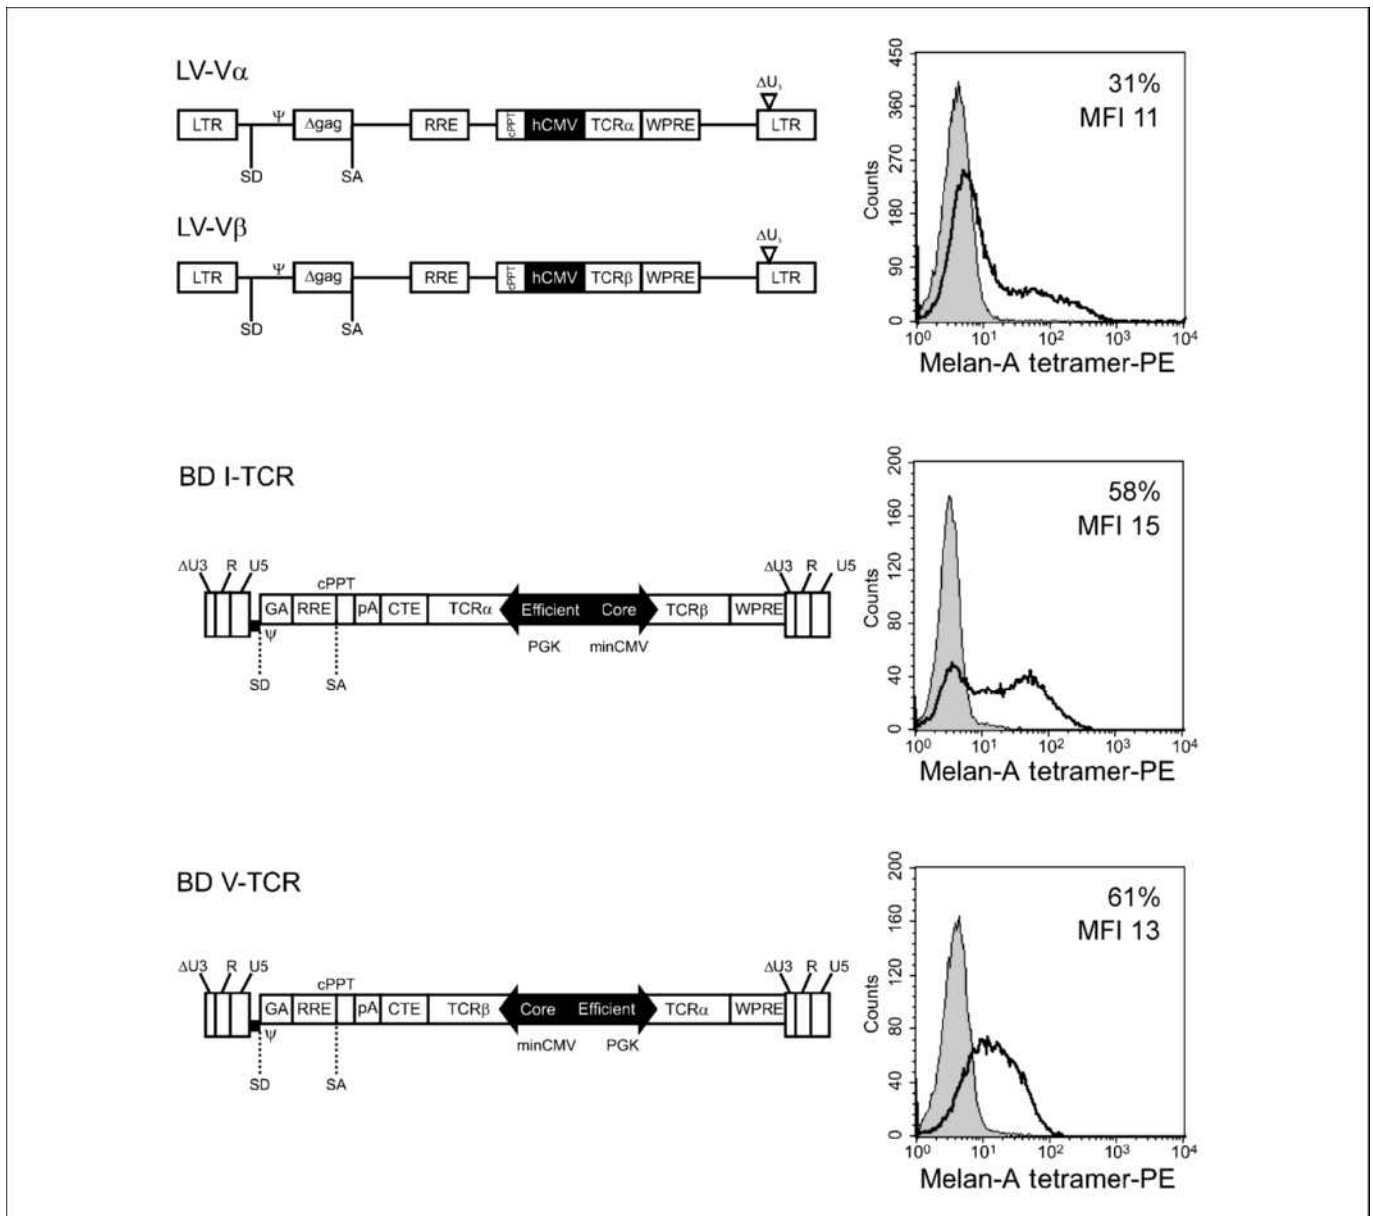 LV-Vα
ΔU₃
LTR Ψ Δgag RRE cPPT hCMV TCRα WPRE LTR
SD SA
LV-Vβ
ΔU₃
LTR Ψ Δgag RRE cPPT hCMV TCRβ WPRE LTR
SD SA
450
360
270
180
90
0
Counts
31%
MFI 11
10⁰ 10¹ 10² 10³ 10⁴
Melan-A tetramer-PE
BD I-TCR
ΔU3 R U5 cPPT ΔU3 R U5
GA RRE pA CTE TCRα Efficient Core TCRβ WPRE
Ψ PGK minCMV
SD SA
200
160
120
80
40
0
Counts
58%
MFI 15
10⁰ 10¹ 10² 10³ 10⁴
Melan-A tetramer-PE
BD V-TCR
ΔU3 R U5 cPPT ΔU3 R U5
GA RRE pA CTE TCRβ Core Efficient TCRα WPRE
Ψ minCMV PGK
SD SA
200
160
120
80
40
0
Counts
61%
MFI 13
10⁰ 10¹ 10² 10³ 10⁴
Melan-A tetramer-PE